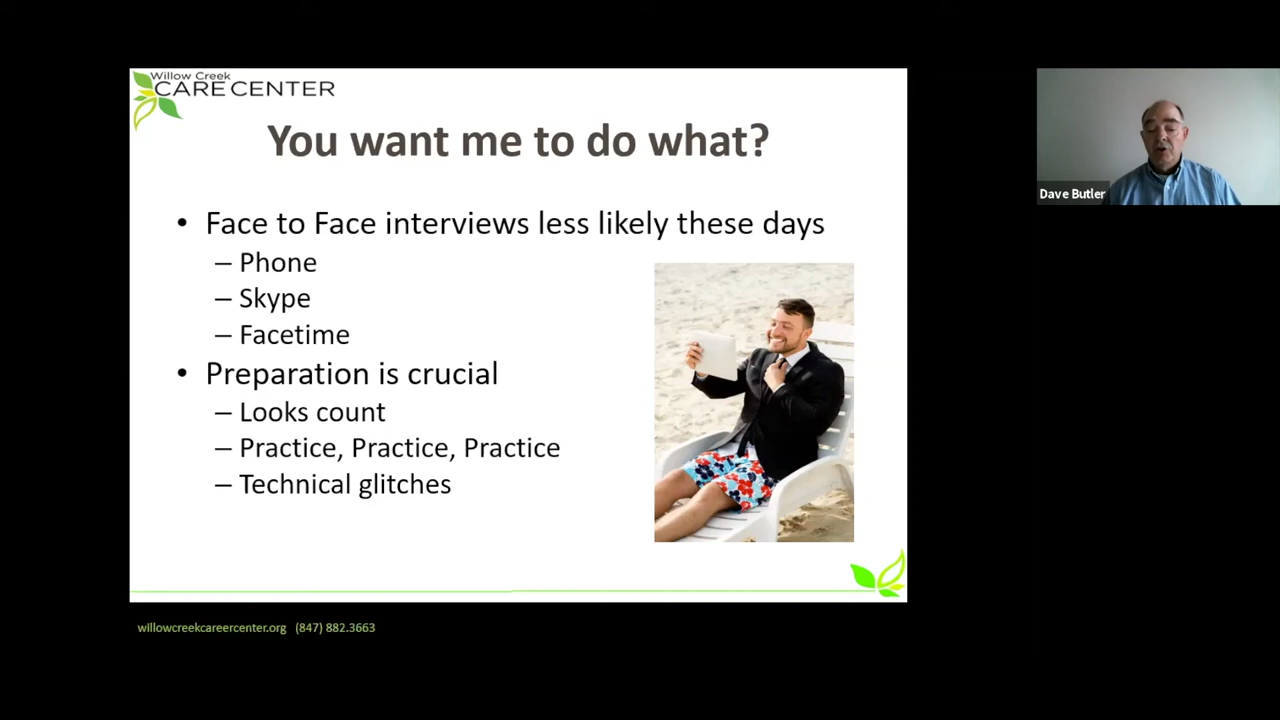 Willow Creek
CARE CENTER
You want me to do what?
• Face to Face interviews less likely these days
– Phone
– Skype
– Facetime
• Preparation is crucial
– Looks count
– Practice, Practice, Practice
– Technical glitches
Dave Butler
willowcreekcareercenter.org (847) 882.3663